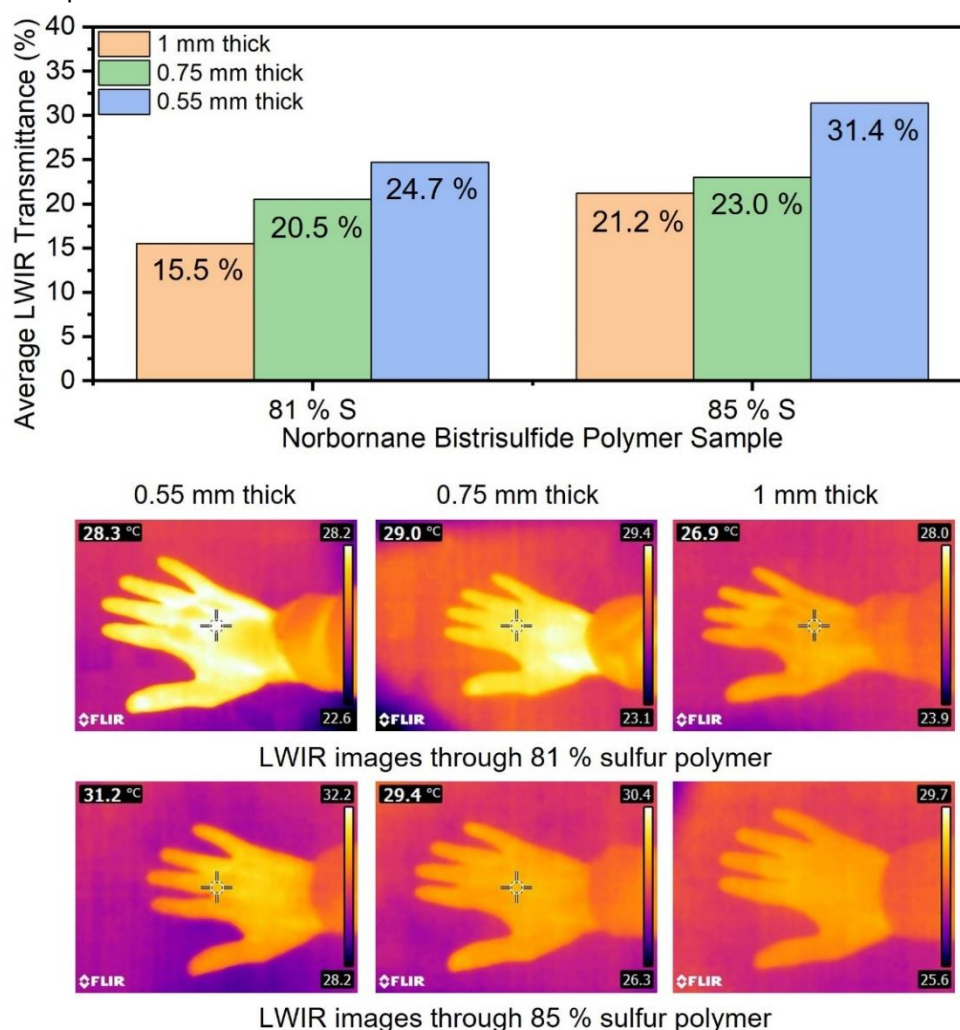 Average LWIR Transmittance (%)
40
35
30
25
20
15
10
5
0
1 mm thick
0.75 mm thick
0.55 mm thick
15.5 %
20.5 %
24.7 %
21.2 %
23.0 %
31.4 %
81 % S
85 % S
Norbornane Bistrisulfide Polymer Sample
0.55 mm thick
0.75 mm thick
1 mm thick
28.3 °C
28.2
22.6
FLIR
29.0 °C
29.4
23.1
FLIR
26.9 °C
28.0
23.9
FLIR
LWIR images through 81 % sulfur polymer
31.2 °C
32.2
28.2
FLIR
29.4 °C
30.4
26.3
FLIR
29.7
25.6
FLIR
LWIR images through 85 % sulfur polymer